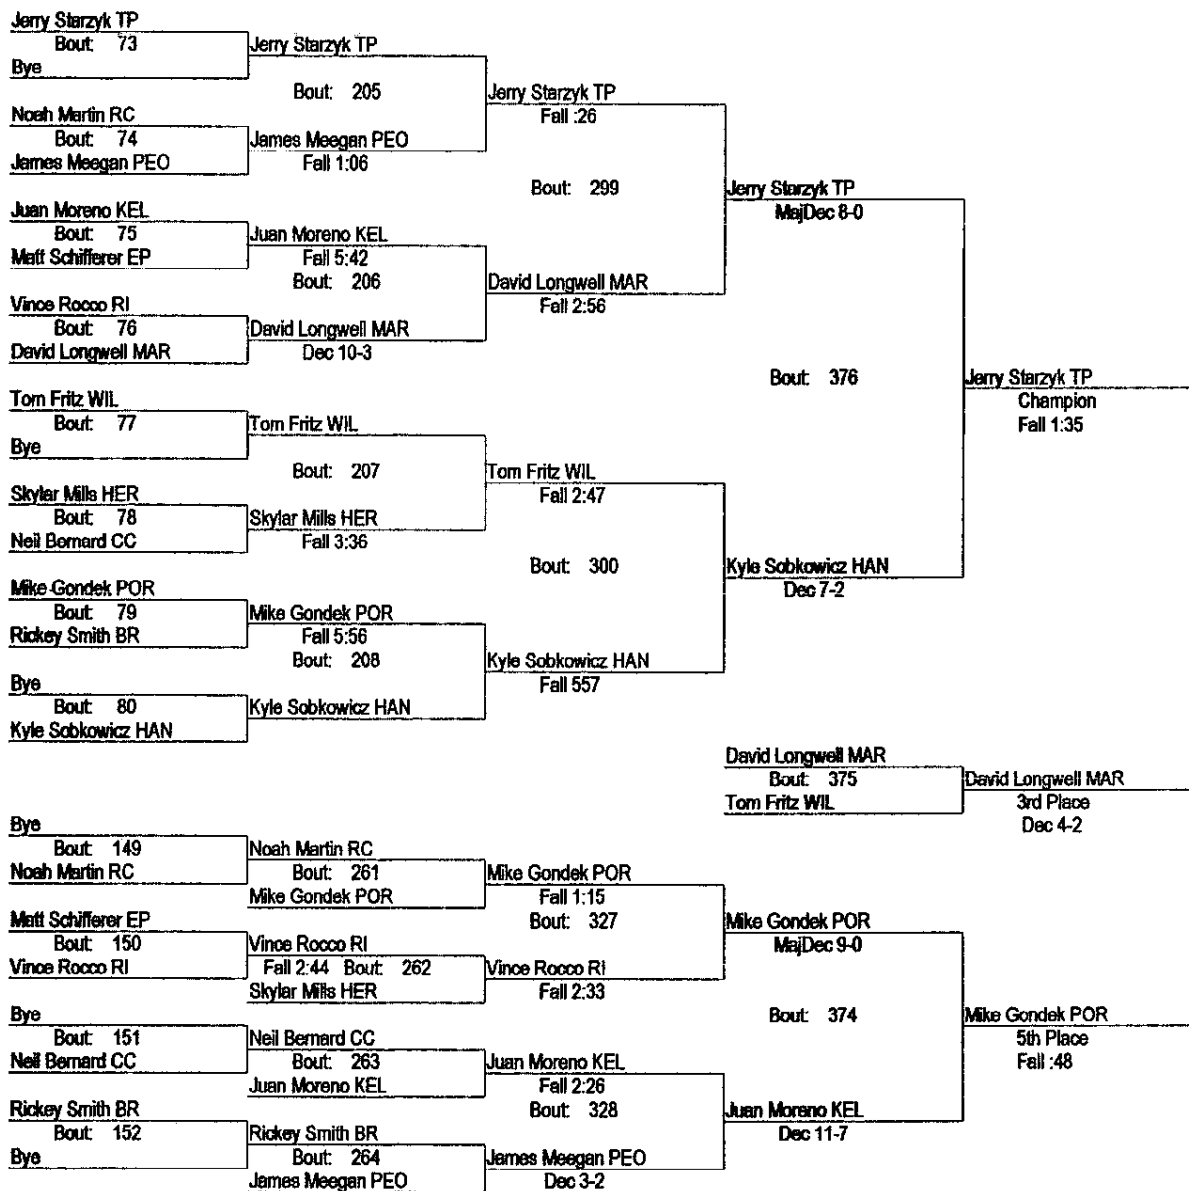 Jerry Starzyk TP
Bout: 73
Bye
Jerry Starzyk TP
Bout: 205
Noah Martin RC
Bout: 74
James Meegan PEO
James Meegan PEO
Fall 1:06
Jerry Starzyk TP
Fall :26
Bout: 299
Juan Moreno KEL
Bout: 75
Matt Schifferer EP
Juan Moreno KEL
Fall 5:42
Bout: 206
Vince Rocco RI
Bout: 76
David Longwell MAR
David Longwell MAR
Dec 10-3
David Longwell MAR
Fall 2:56
Jerry Starzyk TP
MajDec 8-0
Bout: 376
Jerry Starzyk TP
Champion
Fall 1:35
Tom Fritz WIL
Bout: 77
Bye
Tom Fritz WIL
Bout: 207
Skylar Mills HER
Bout: 78
Neil Bernard CC
Skylar Mills HER
Fall 3:36
Tom Fritz WIL
Fall 2:47
Bout: 300
Mike Gondek POR
Bout: 79
Rickey Smith BR
Mike Gondek POR
Fall 5:56
Bout: 208
Bye
Bout: 80
Kyle Sobkowicz HAN
Kyle Sobkowicz HAN
Kyle Sobkowicz HAN
Fall 557
Kyle Sobkowicz HAN
Dec 7-2
David Longwell MAR
Bout: 375
Tom Fritz WIL
David Longwell MAR
3rd Place
Dec 4-2
Bye
Bout: 149
Noah Martin RC
Noah Martin RC
Bout: 261
Mike Gondek POR
Mike Gondek POR
Fall 1:15
Bout: 327
Matt Schifferer EP
Bout: 150
Vince Rocco RI
Vince Rocco RI
Fall 2:44 Bout: 262
Skylar Mills HER
Vince Rocco RI
Fall 2:33
Mike Gondek POR
MajDec 9-0
Bout: 374
Mike Gondek POR
5th Place
Fall :48
Bye
Bout: 151
Neil Bernard CC
Neil Bernard CC
Bout: 263
Juan Moreno KEL
Juan Moreno KEL
Fall 2:26
Bout: 328
Rickey Smith BR
Bout: 152
Bye
Rickey Smith BR
Bout: 264
James Meegan PEO
James Meegan PEO
Dec 3-2
Juan Moreno KEL
Dec 11-7